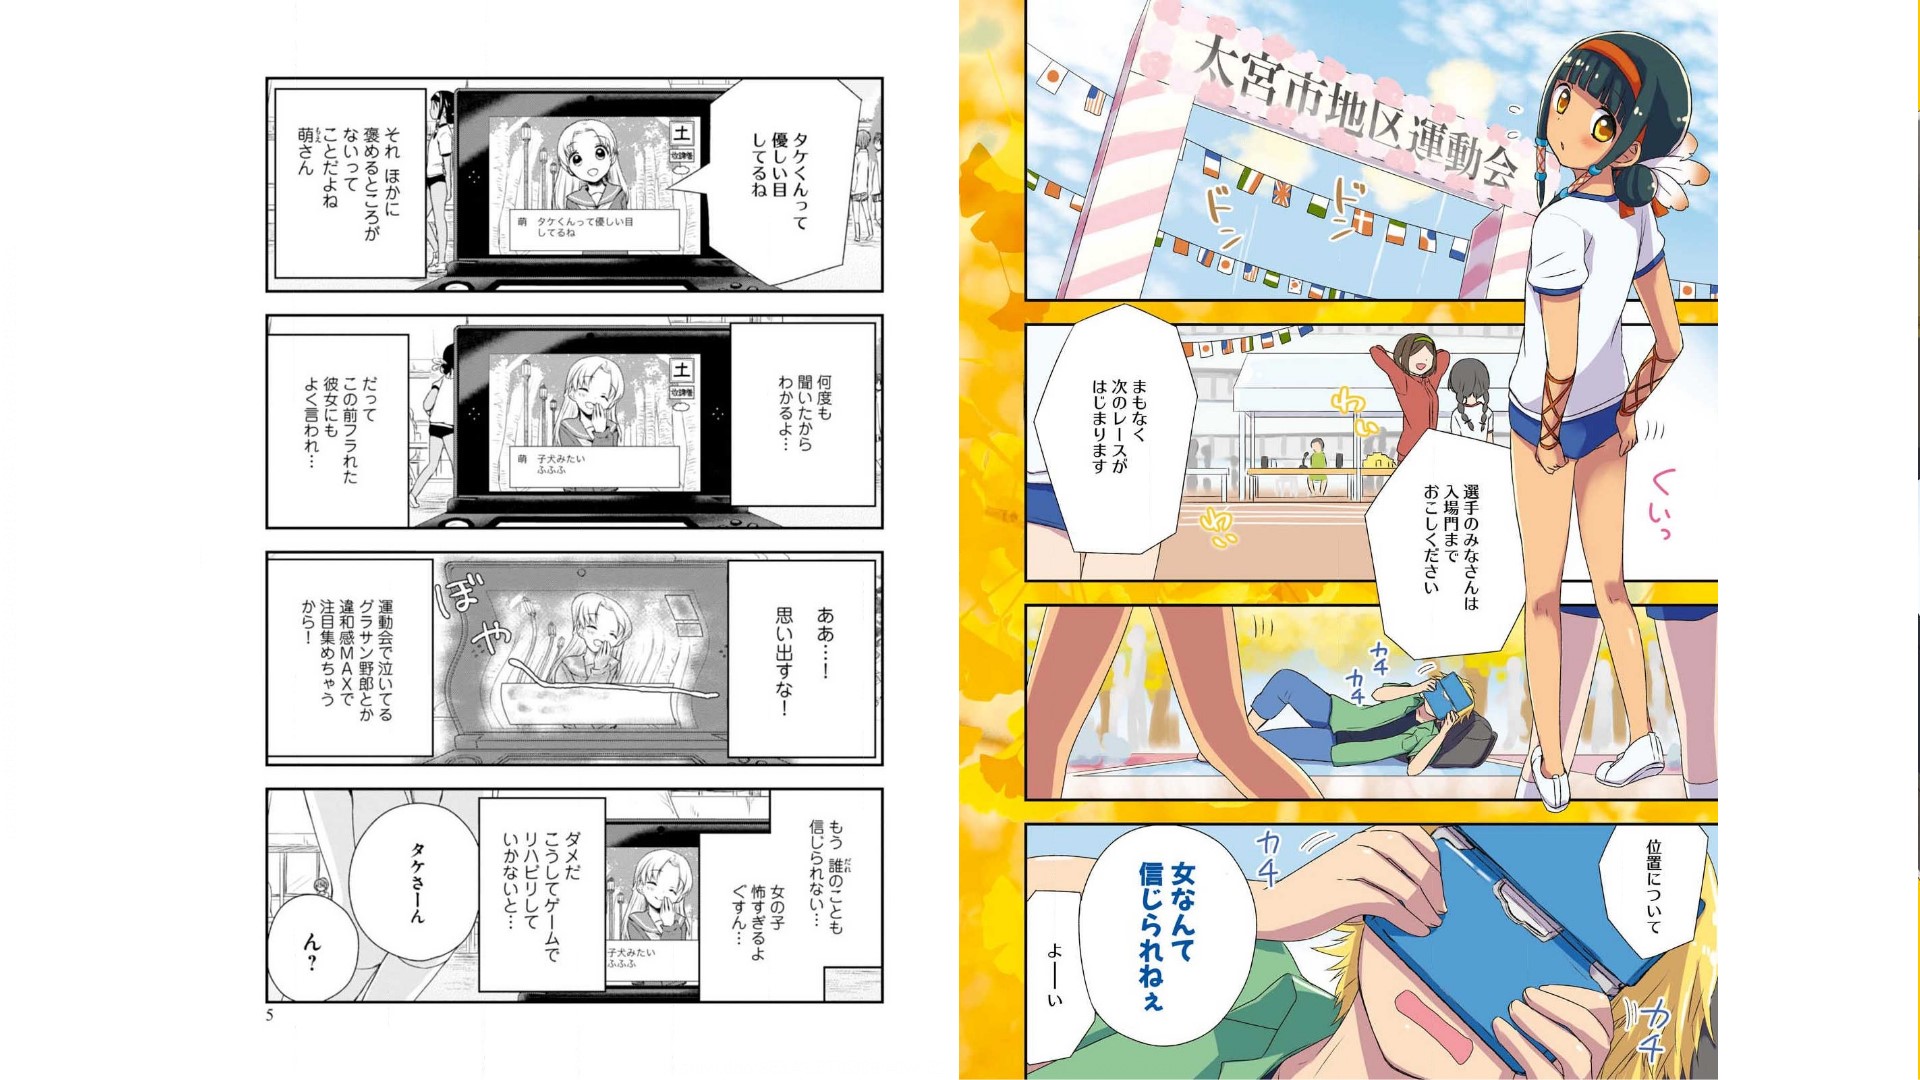 太宮市地区運動会
ドン
ドン
まもなく
次のレースが
はじまります
わい
わい
選手のみなさんは
入場門まで
おこしください
くいっ
カチ
カチ
位置について
カチ
女なんて
信じられねぇ
よーーい
カチ
タケくんって
優しい目
してるね
土
萌 タケくんって優しい目
してるね
それ ほかに
褒めるところが
ないって
ことだよね
萌さん
もえ
何度も
聞いたから
わかるよ…
土
萌 子犬みたい
ふふふ
だって
この前フラれた
彼女にも
よく言われ…
ああ…!
思い出すな!
ぼや
運動会で泣いてる
グラサン野郎とか
違和感MAXで
注目集めちゃう
から!
もう 誰のことも
だれ
信じられない…
女の子
怖すぎるよ
ぐすん…
子犬みたい
ふふふ
ダメだ
こうしてゲームで
リハビリして
いかないと…
タケさーん
ん?
5